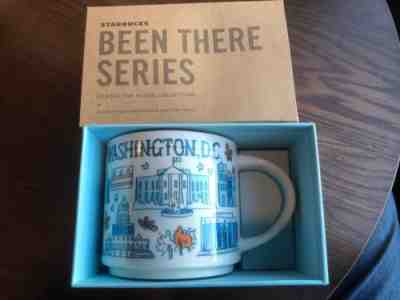 STARBUCKS
BEEN THERE
SERIES
WASHINGTON, D.C.